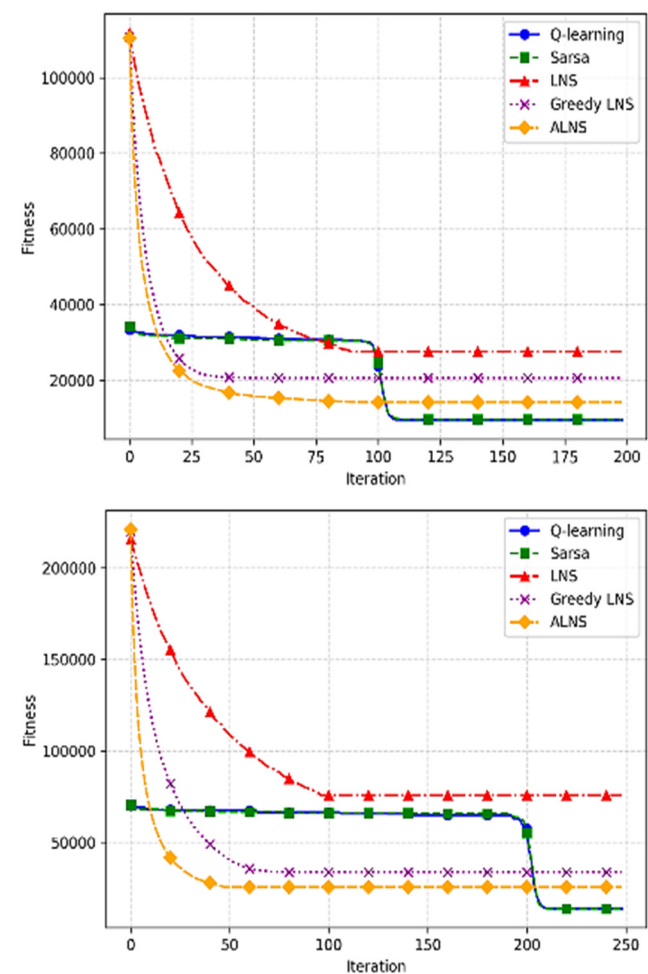 Q-learning
Sarsa
LNS
Greedy LNS
ALNS
100000
80000
60000
40000
20000
Fitness
0 25 50 75 100 125 150 175 200
Iteration
Q-learning
Sarsa
LNS
Greedy LNS
ALNS
200000
150000
100000
50000
Fitness
0 50 100 150 200 250
Iteration